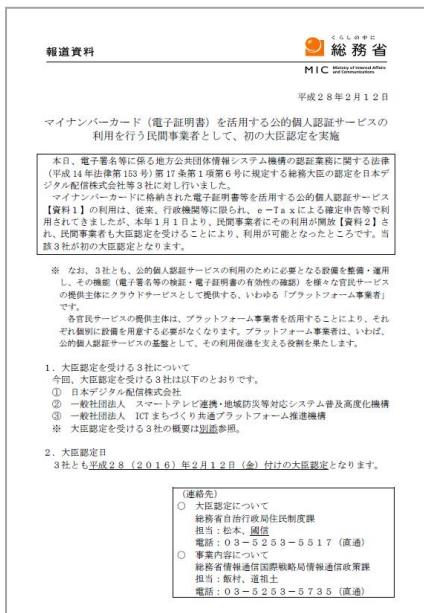 報道資料
くらしの中に
総務省
MIC Ministry of Internal Affairs and Communications
平成28年2月12日
マイナンバーカード(電子証明書)を活用する公的個人認証サービスの
利用を行う民間事業者として、初の大臣認定を実施
本日、電子署名等に係る地方公共団体情報システム機構の認証業務に関する法律
(平成14年法律第153号)第17条第1項第6号に規定する総務大臣の認定を日本デ
ジタル配信株式会社等3社に対し行いました。
マイナンバーカードに格納された電子証明書等を活用する公的個人認証サービス
【資料1】の利用は、従来、行政機関等に限られ、e-Taxによる確定申告等で利
用されてきましたが、本年1月1日より、民間事業者にその利用が開放【資料2】さ
れ、民間事業者も大臣認定を受けることにより、利用が可能となったところです。当
該3社が初の大臣認定となります。
※ なお、3社とも、公的個人認証サービスの利用のために必要となる設備を整備・運用
し、その機能(電子署名等の検証・電子証明書の有効性の確認)を様々な官民サービス
の提供主体にクラウドサービスとして提供する、いわゆる「プラットフォーム事業者」
です。
各官民サービスの提供主体は、プラットフォーム事業者を活用することにより、それ
ぞれ個別に設備を用意する必要がなくなります。プラットフォーム事業者は、いわば、
公的個人認証サービスの基盤として、その利用促進を支える役割を果たします。
1.大臣認定を受ける3社について
今回、大臣認定を受ける3社は以下のとおりです。
① 日本デジタル配信株式会社
② 一般社団法人 スマートテレビ連携・地域防災等対応システム普及高度化機構
③ 一般社団法人 ICTまちづくり共通プラットフォーム推進機構
※ 大臣認定を受ける3社の概要は別添参照。
2.大臣認定日
3社とも平成28(2016)年2月12日(金)付けの大臣認定となります。
(連絡先)
○ 大臣認定について
総務省自治行政局住民制度課
担当:松本、國信
電話:03-5253-5517(直通)
○ 事業内容について
総務省情報通信国際戦略局情報通信政策課
担当:飯村、道祖土
電話:03-5253-5735(直通)